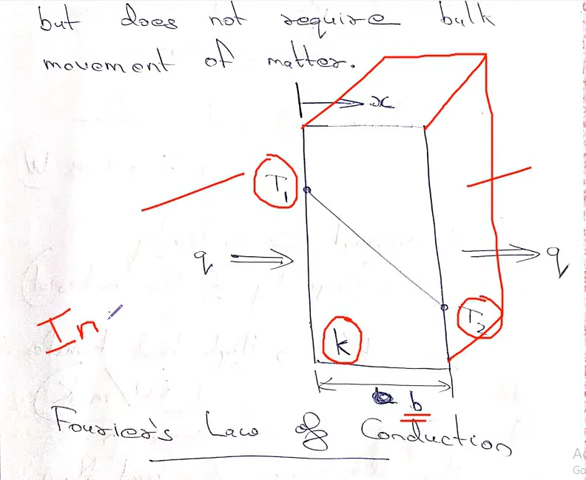 but does not require bulk
movement of matter.
x
T1
q
q
T2
In
k
b
Fourier's Law of Conduction